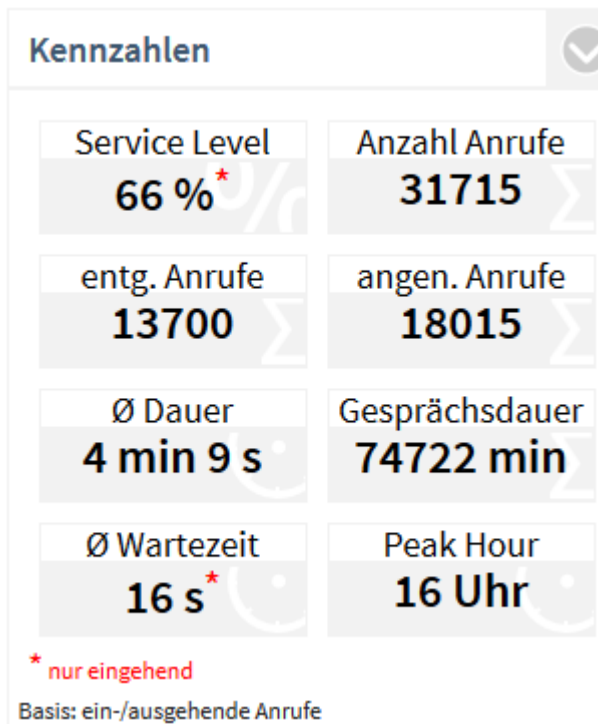 Kennzahlen
Service Level
66 %*
Anzahl Anrufe
31715
entg. Anrufe
13700
angen. Anrufe
18015
Ø Dauer
4 min 9 s
Gesprächsdauer
74722 min
Ø Wartezeit
16 s*
Peak Hour
16 Uhr
* nur eingehend
Basis: ein-/ausgehende Anrufe